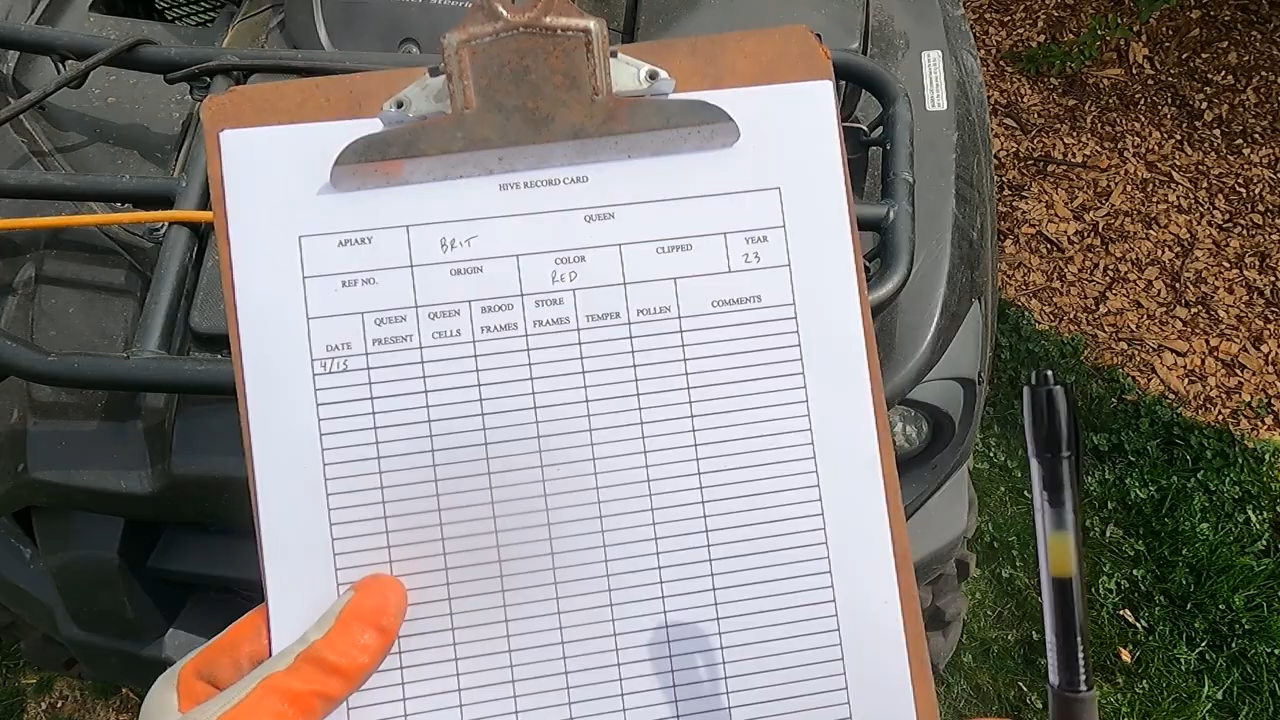 HIVE RECORD CARD
APIARY QUEEN
BRIT
REF NO. ORIGIN COLOR CLIPPED YEAR
RED 23
DATE QUEEN PRESENT QUEEN CELLS BROOD FRAMES STORE FRAMES TEMPER POLLEN COMMENTS
4/15